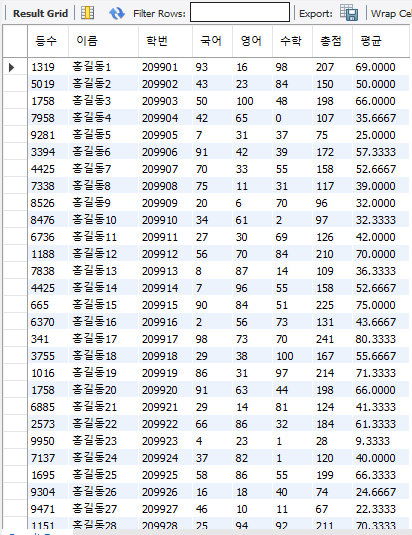 Result Grid Filter Rows: Export: Wrap Ce
등수 이름 학번 국어 영어 수학 총점 평균
1319 홍길동1 209901 93 16 98 207 69.0000
5019 홍길동2 209902 43 23 84 150 50.0000
1758 홍길동3 209903 50 100 48 198 66.0000
7958 홍길동4 209904 42 65 0 107 35.6667
9281 홍길동5 209905 7 31 37 75 25.0000
3394 홍길동6 209906 91 42 39 172 57.3333
4425 홍길동7 209907 70 33 55 158 52.6667
7338 홍길동8 209908 75 11 31 117 39.0000
8526 홍길동9 209909 20 6 70 96 32.0000
8476 홍길동10 209910 34 61 2 97 32.3333
6736 홍길동11 209911 27 30 69 126 42.0000
1188 홍길동12 209912 56 70 84 210 70.0000
7838 홍길동13 209913 8 87 14 109 36.3333
4425 홍길동14 209914 7 96 55 158 52.6667
665 홍길동15 209915 90 84 51 225 75.0000
6370 홍길동16 209916 2 56 73 131 43.6667
341 홍길동17 209917 98 73 70 241 80.3333
3755 홍길동18 209918 29 38 100 167 55.6667
1016 홍길동19 209919 86 31 97 214 71.3333
1758 홍길동20 209920 91 63 44 198 66.0000
6885 홍길동21 209921 29 14 81 124 41.3333
2573 홍길동22 209922 66 86 32 184 61.3333
9950 홍길동23 209923 4 23 1 28 9.3333
7137 홍길동24 209924 37 82 1 120 40.0000
1695 홍길동25 209925 58 86 55 199 66.3333
9304 홍길동26 209926 16 18 40 74 24.6667
9471 홍길동27 209927 46 10 11 67 22.3333
1151 홍길동28 209928 25 94 92 211 70.3333